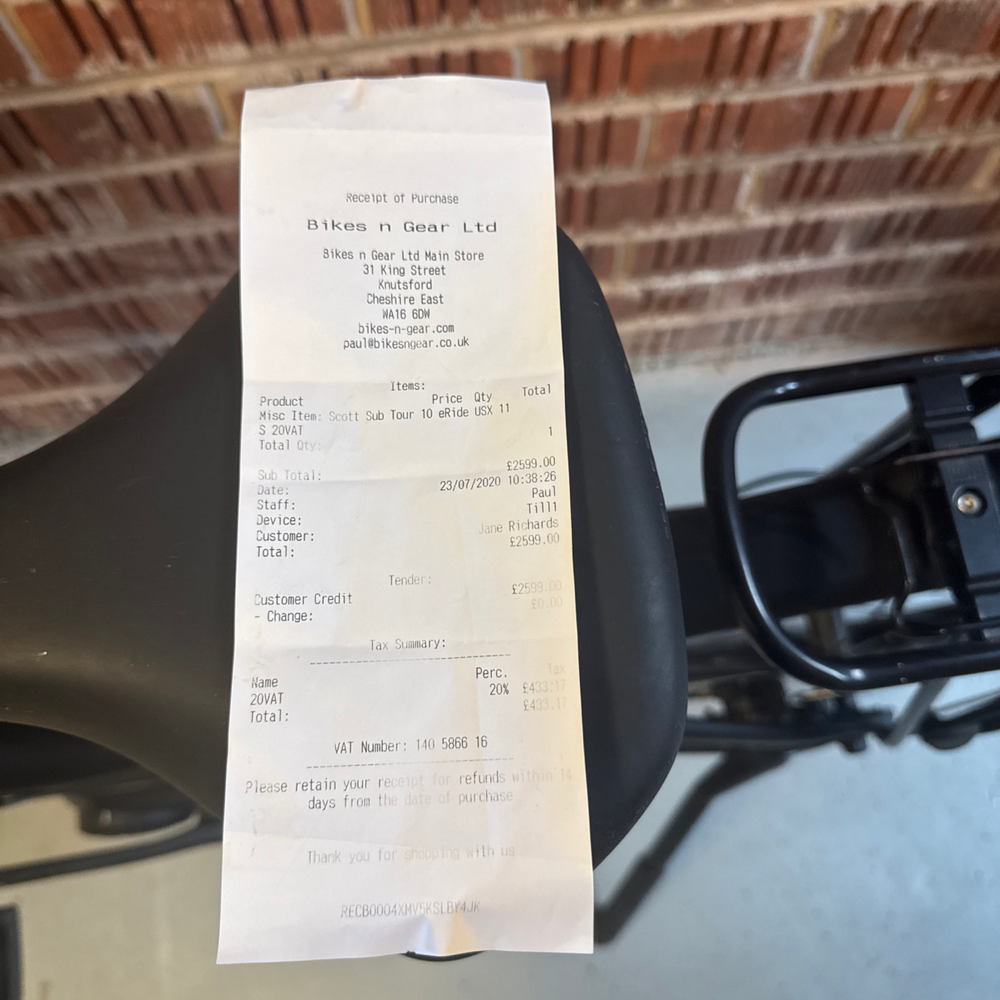 Receipt of Purchase
Bikes n Gear Ltd
Bikes n Gear Ltd Main Store
31 King Street
Knutsford
Cheshire East
WA16 6DW
bikes-n-gear.com
paul@bikesngear.co.uk
Items:
Product Price Qty Total
Misc Item: Scott Sub Tour 10 eRide USX 11
S 20VAT
Total Qty: 1
Sub Total: £2599.00
Date: 23/07/2020 10:38:26
Staff: Paul
Device: Till1
Customer: Jane Richards
Total: £2599.00
Tender:
Customer Credit £2599.00
- Change: £0.00
Tax Summary:
Name Perc. Tax
20VAT 20% £433.17
Total: £433.17
VAT Number: 140 5866 16
Please retain your receipt for refunds within 14
days from the date of purchase
Thank you for shopping with us